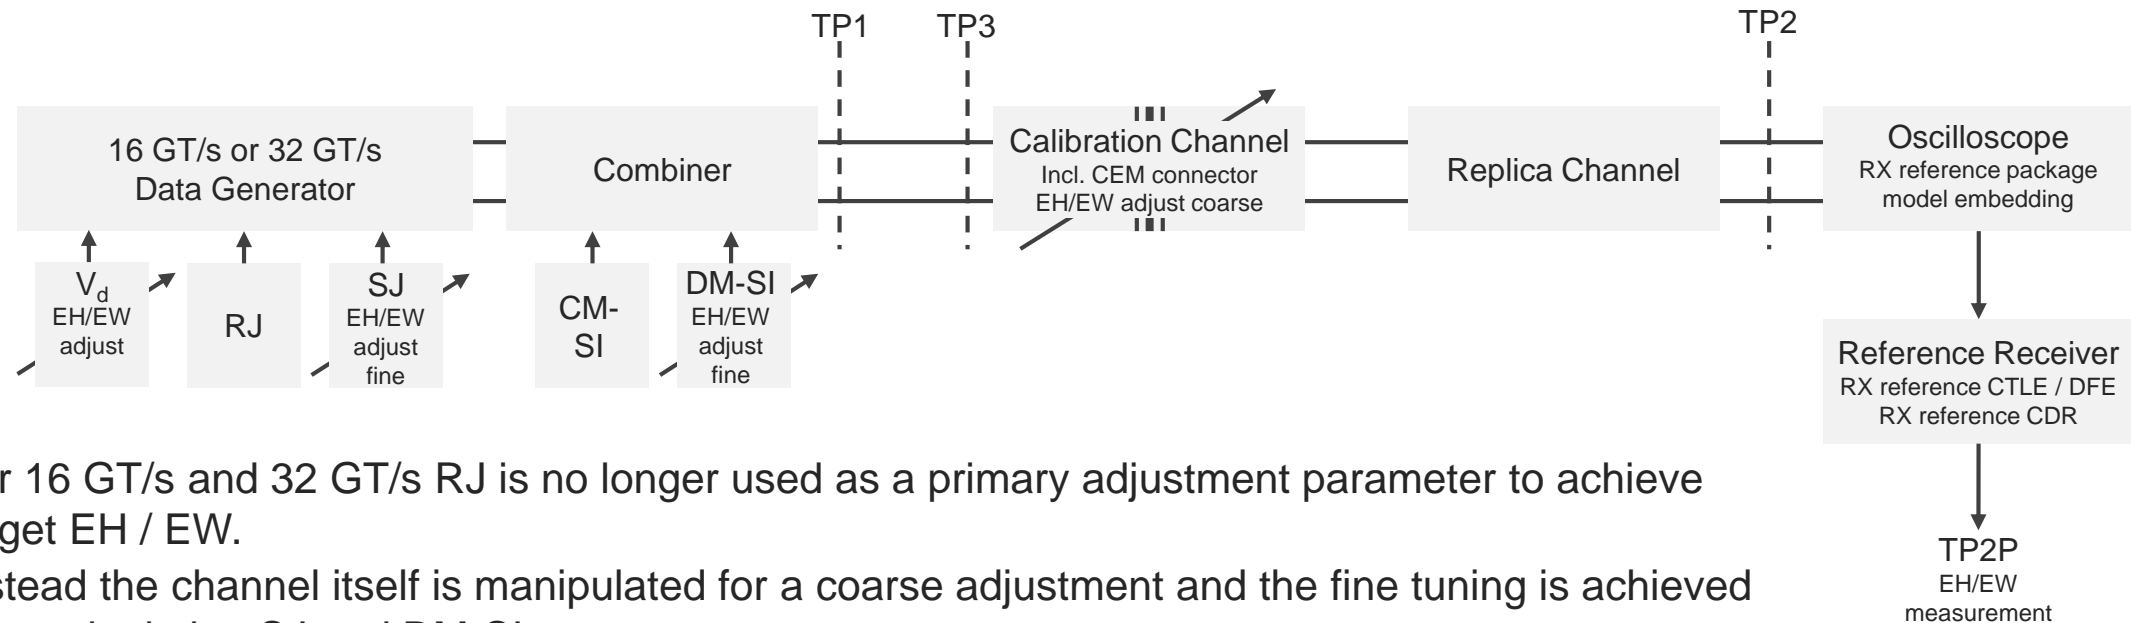 TP1
TP3
TP2
16 GT/s or 32 GT/s
Data Generator
Combiner
Calibration Channel
Incl. CEM connector
EH/EW adjust coarse
Replica Channel
Oscilloscope
RX reference package
model embedding
Vd
EH/EW
adjust
RJ
SJ
EH/EW
adjust
fine
CM-
SI
DM-SI
EH/EW
adjust
fine
Reference Receiver
RX reference CTLE / DFE
RX reference CDR
r 16 GT/s and 32 GT/s RJ is no longer used as a primary adjustment parameter to achieve
get EH / EW.
stead the channel itself is manipulated for a coarse adjustment and the fine tuning is achieved
TP2P
EH/EW
measurement